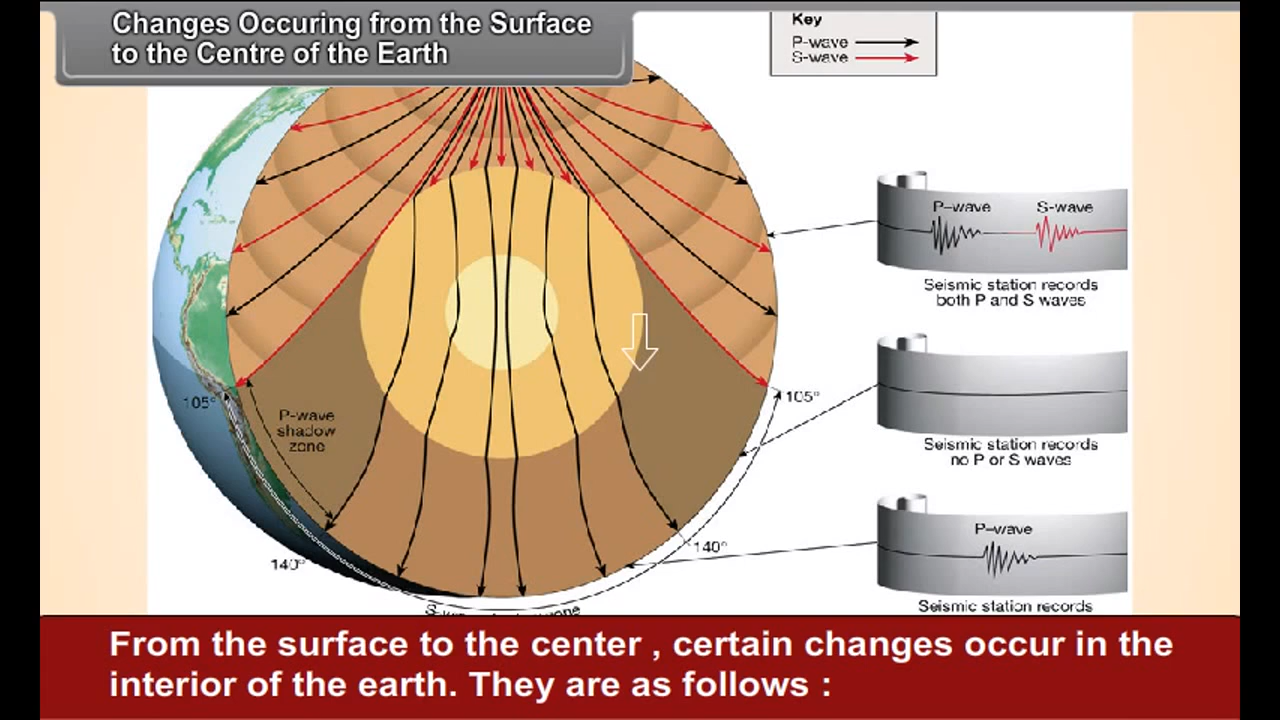 Changes Occuring from the Surface
to the Centre of the Earth
Key
P-wave
S-wave
P-wave S-wave
Seismic station records
both P and S waves
105°
105°
P-wave
shadow
zone
Seismic station records
no P or S waves
140°
140°
P-wave
Seismic station records
From the surface to the center , certain changes occur in the
interior of the earth. They are as follows :